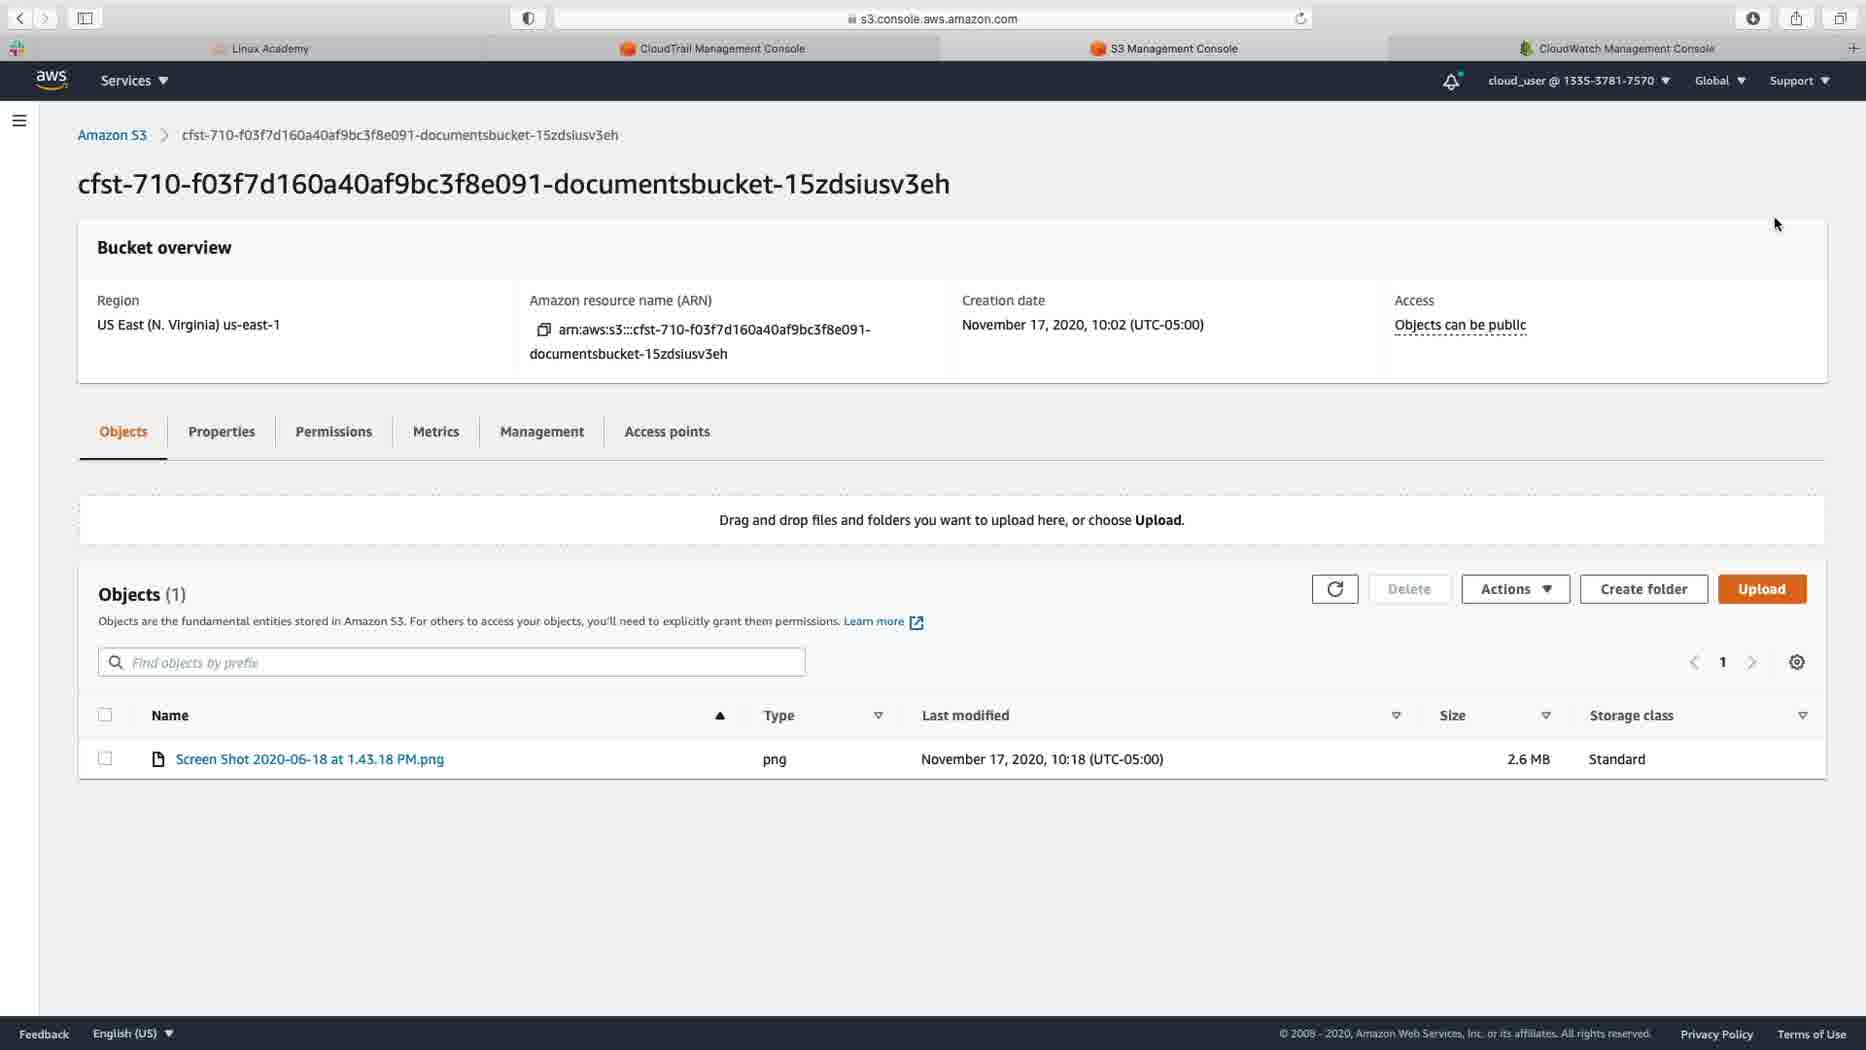 s3.console.aws.amazon.com
Linux Academy
CloudTrail Management Console
S3 Management Console
CloudWatch Management Console
aws
Services
cloud_user @ 1335-3781-7570
Global
Support
Amazon S3
cfst-710-f03f7d160a40af9bc3f8e091-documentsbucket-15zdsiusv3eh
cfst-710-f03f7d160a40af9bc3f8e091-documentsbucket-15zdsiusv3eh
Bucket overview
Region
US East (N. Virginia) us-east-1
Amazon resource name (ARN)
arn:aws:s3:::cfst-710-f03f7d160a40af9bc3f8e091-
documentsbucket-15zdsiusv3eh
Creation date
November 17, 2020, 10:02 (UTC-05:00)
Access
Objects can be public
Objects
Properties
Permissions
Metrics
Management
Access points
Drag and drop files and folders you want to upload here, or choose Upload.
Objects (1)
Delete
Actions
Create folder
Upload
Objects are the fundamental entities stored in Amazon S3. For others to access your objects, you'll need to explicitly grant them permissions. Learn more
Find objects by prefix
1
Name
Type
Last modified
Size
Storage class
Screen Shot 2020-06-18 at 1.43.18 PM.png
png
November 17, 2020, 10:18 (UTC-05:00)
2.6 MB
Standard
Feedback
English (US)
© 2008 - 2020, Amazon Web Services, Inc. or its affiliates. All rights reserved.
Privacy Policy
Terms of Use